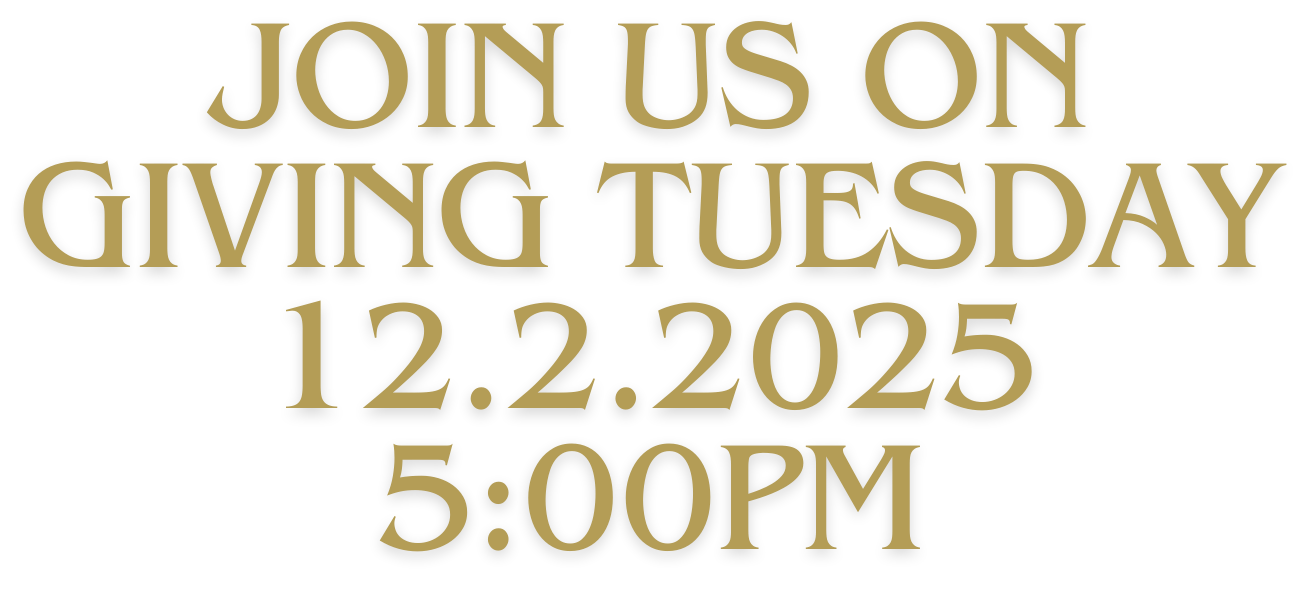 JOIN US ON
GIVING TUESDAY
12.2.2025
5:00PM